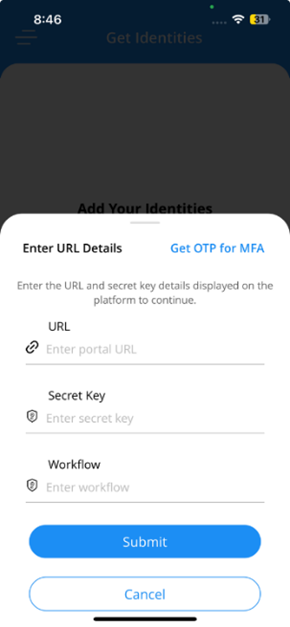 8:46
31
Get Identities
Add Your Identities
Enter URL Details
Get OTP for MFA
Enter the URL and secret key details displayed on the
platform to continue.
URL
Enter portal URL
Secret Key
Enter secret key
Workflow
Enter workflow
Submit
Cancel